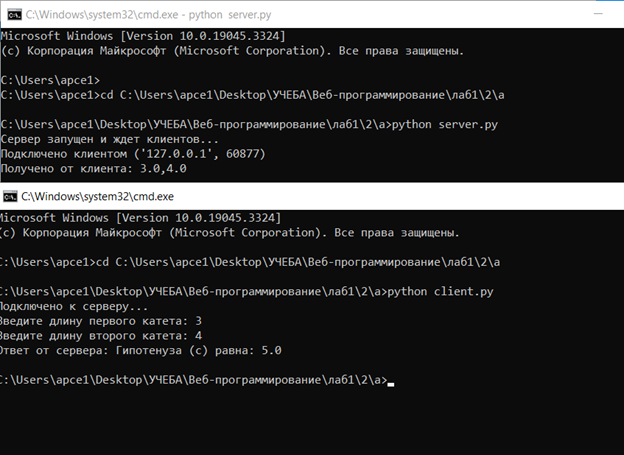 C:\Windows\system32\cmd.exe - python server.py
Microsoft Windows [Version 10.0.19045.3324]
(c) Корпорация Майкрософт (Microsoft Corporation). Все права защищены.
C:\Users\apce1>
C:\Users\apce1>cd C:\Users\apce1\Desktop\УЧЕБА\Веб-программирование\лаб1\2\a
C:\Users\apce1\Desktop\УЧЕБА\Веб-программирование\лаб1\2\a>python server.py
Сервер запущен и ждет клиентов...
Подключено клиентом ('127.0.0.1', 60877)
Получено от клиента: 3.0,4.0
C:\Windows\system32\cmd.exe
Microsoft Windows [Version 10.0.19045.3324]
(c) Корпорация Майкрософт (Microsoft Corporation). Все права защищены.
C:\Users\apce1>cd C:\Users\apce1\Desktop\УЧЕБА\Веб-программирование\лаб1\2\a
C:\Users\apce1\Desktop\УЧЕБА\Веб-программирование\лаб1\2\a>python client.py
Подключено к серверу...
Введите длину первого катета: 3
Введите длину второго катета: 4
Ответ от сервера: Гипотенуза (c) равна: 5.0
C:\Users\apce1\Desktop\УЧЕБА\Веб-программирование\лаб1\2\a>